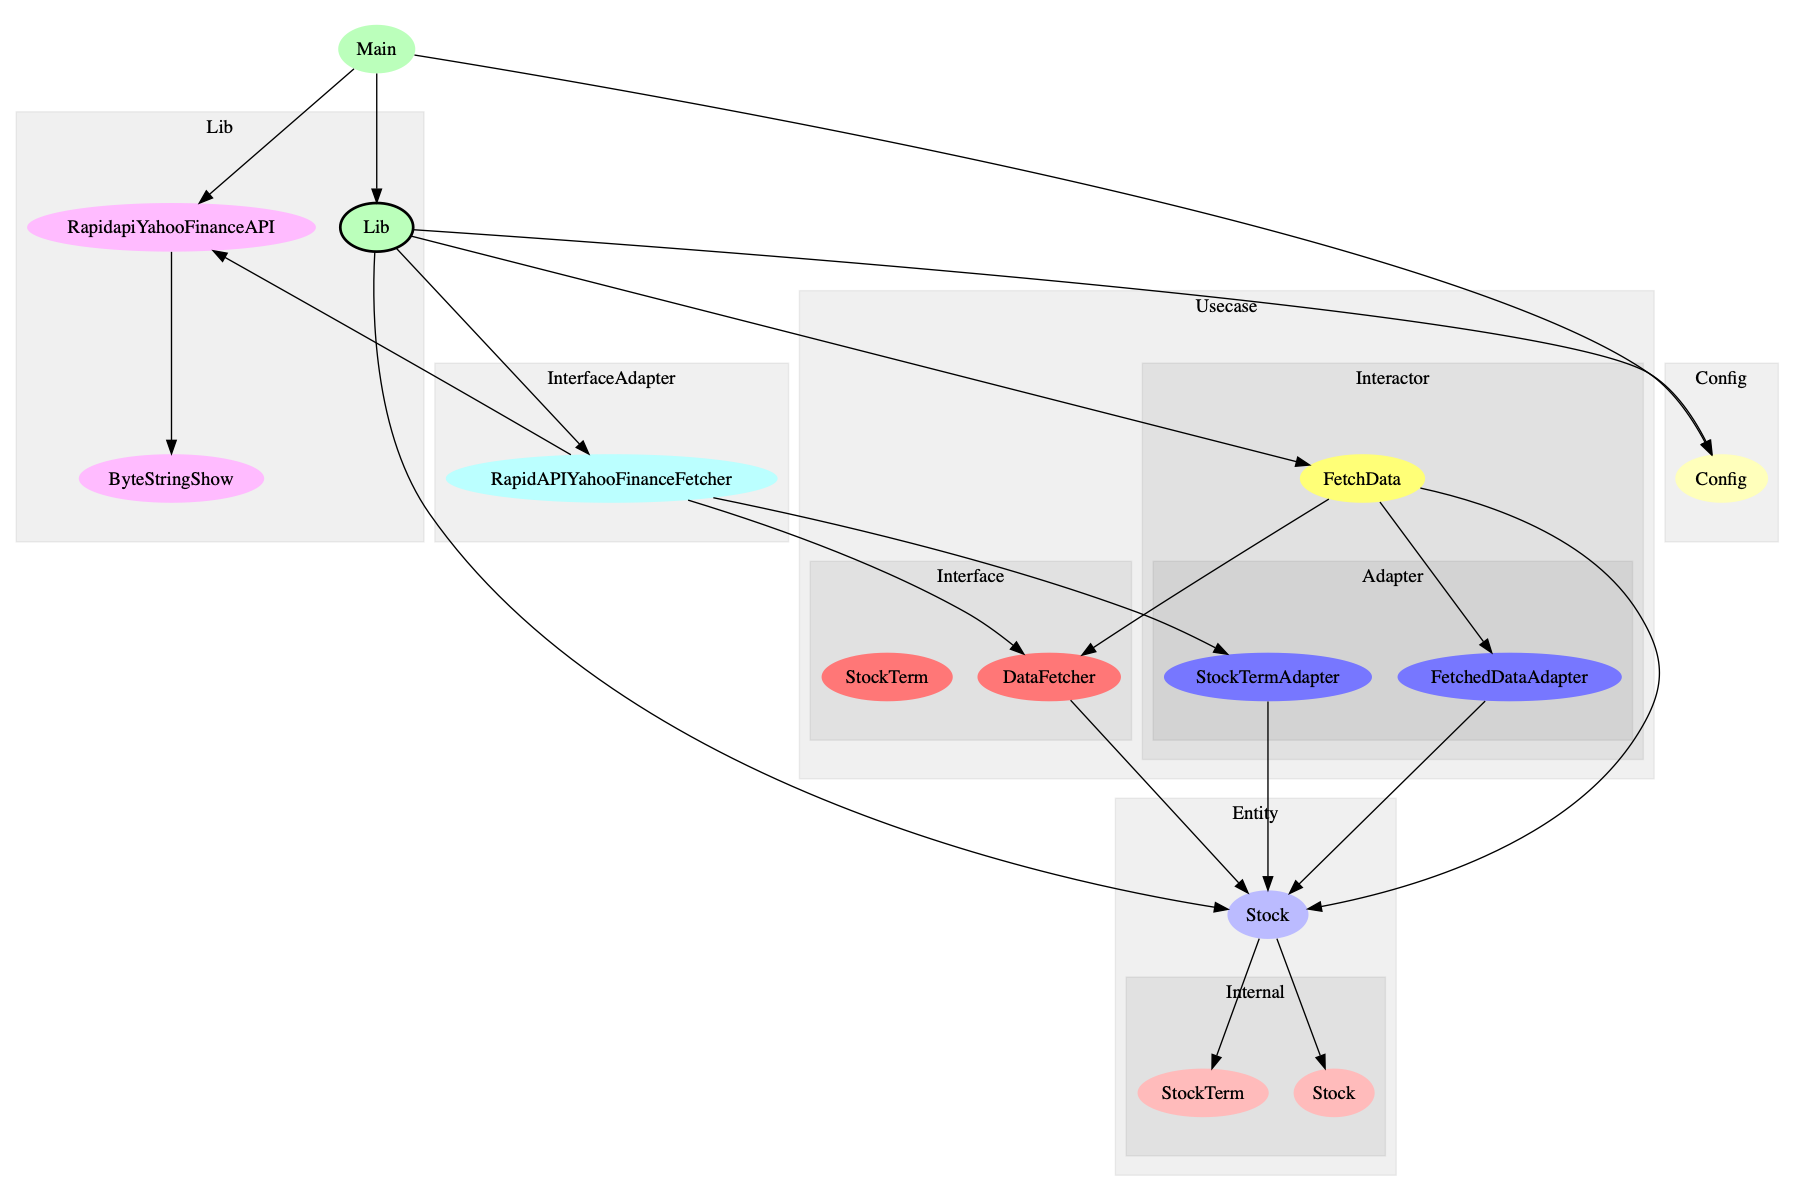 Main
Lib
RapidapiYahooFinanceAPI
Lib
Usecase
InterfaceAdapter
Interactor
Config
ByteStringShow
RapidAPIYahooFinanceFetcher
FetchData
Config
Interface
Adapter
StockTerm
DataFetcher
StockTermAdapter
FetchedDataAdapter
Entity
Stock
Internal
StockTerm
Stock